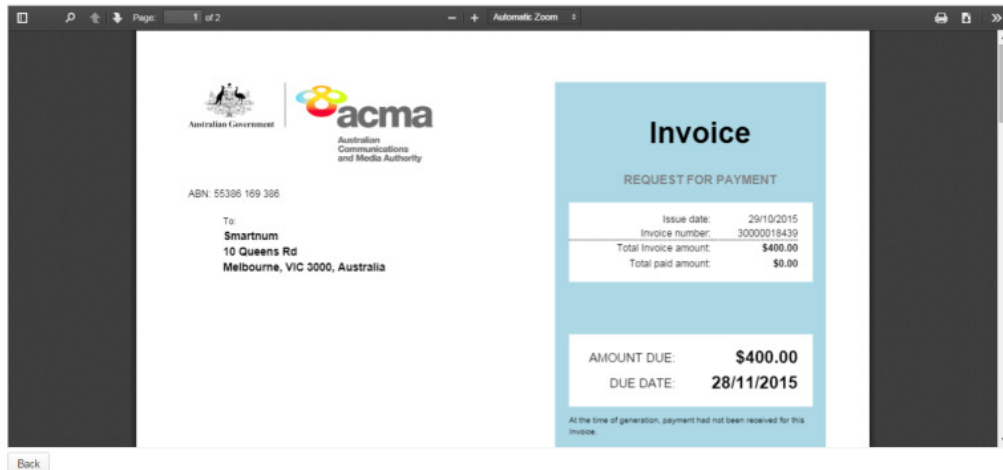 Page: 1 of 2
Automatic Zoom
Australian Government
acma
Australian
Communications
and Media Authority
ABN: 55386 169 386
To:
Smartnum
10 Queens Rd
Melbourne, VIC 3000, Australia
Invoice
REQUEST FOR PAYMENT
Issue date: 29/10/2015
Invoice number: 30000018439
Total Invoice amount: $400.00
Total paid amount: $0.00
AMOUNT DUE: $400.00
DUE DATE: 28/11/2015
At the time of generation, payment had not been received for this
Invoice.
Back